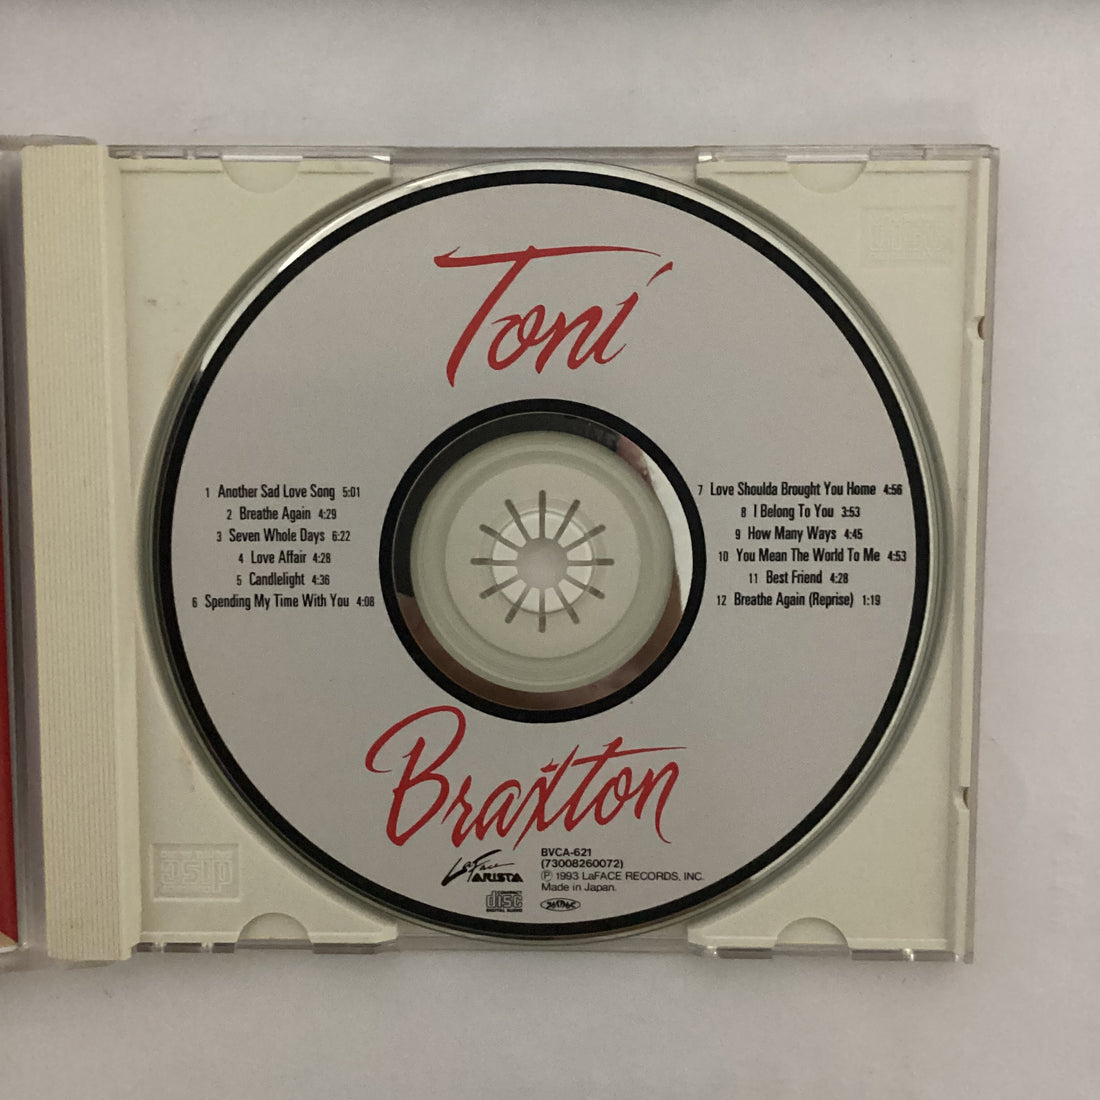 Toni
1 Another Sad Love Song 5:01
2 Breathe Again 4:29
3 Seven Whole Days 6:22
4 Love Affair 4:28
5 Candlelight 4:36
6 Spending My Time With You 4:08
7 Love Shoulda Brought You Home 4:56
8 I Belong To You 3:53
9 How Many Ways 4:45
10 You Mean The World To Me 4:53
11 Best Friend 4:28
12 Breathe Again (Reprise) 1:19
Braxton
LaFace
ARISTA
BVCA-621
(73008260072)
Ⓟ 1993 LaFACE RECORDS, INC.
Made in Japan.
COMPACT
disc
DIGITAL AUDIO